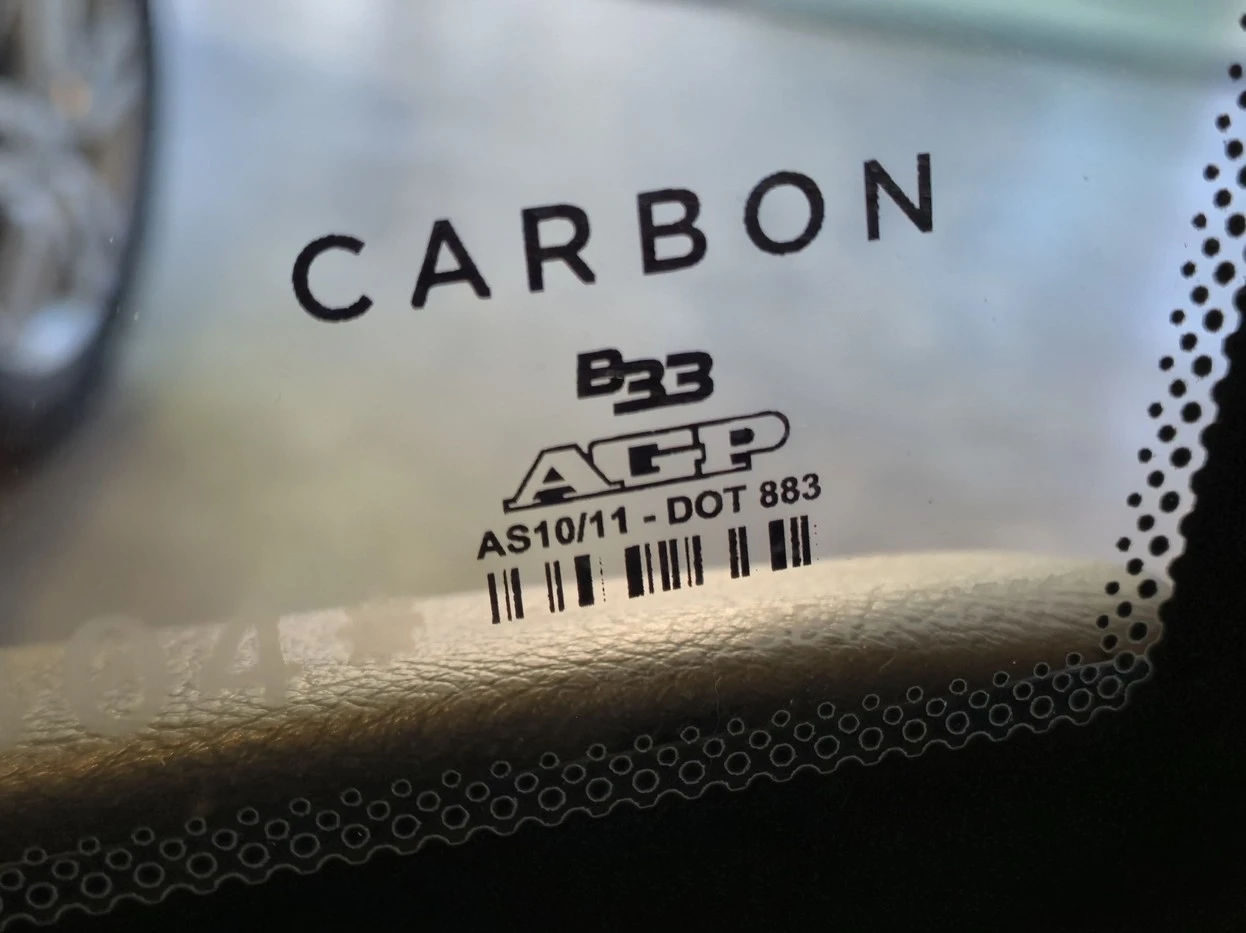 CARBON
B33
AGP
AS10/11 - DOT 883